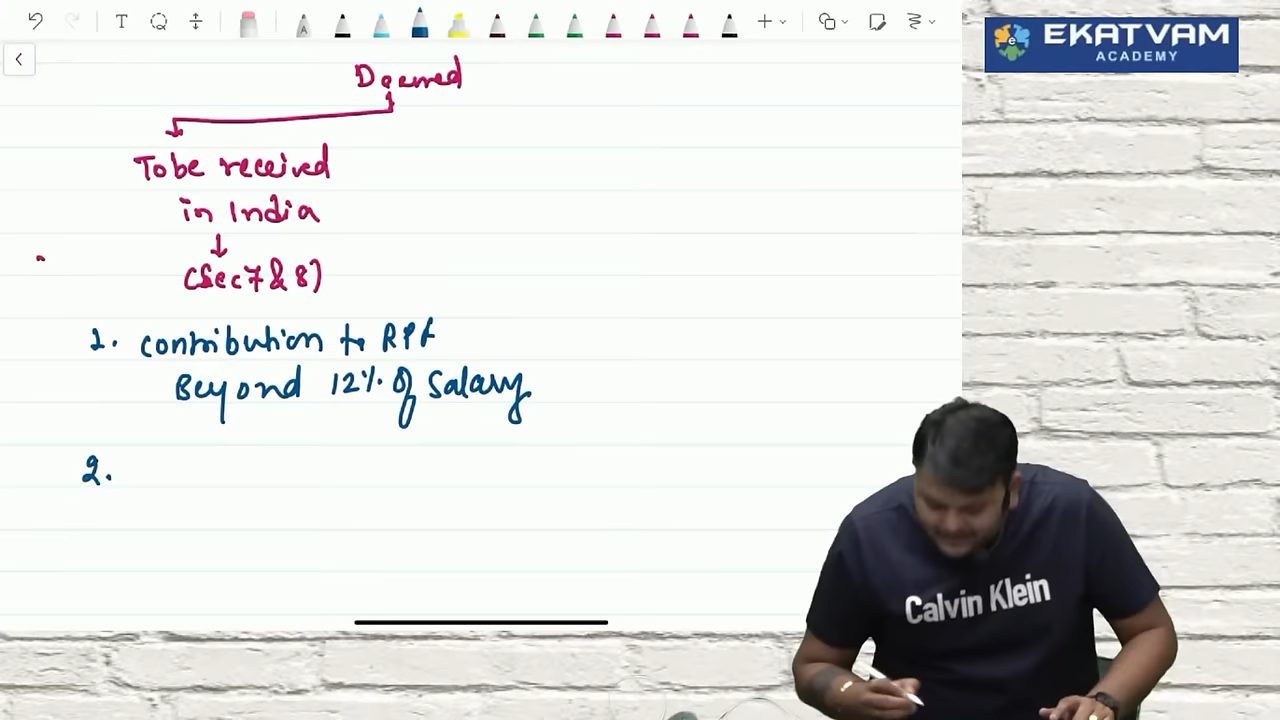 EKATVAM
ACADEMY
Deemed
To be received
in India
(Sec 7 & 8)
1. Contribution to RPF
Beyond 12% of Salary
2.
Calvin Klein